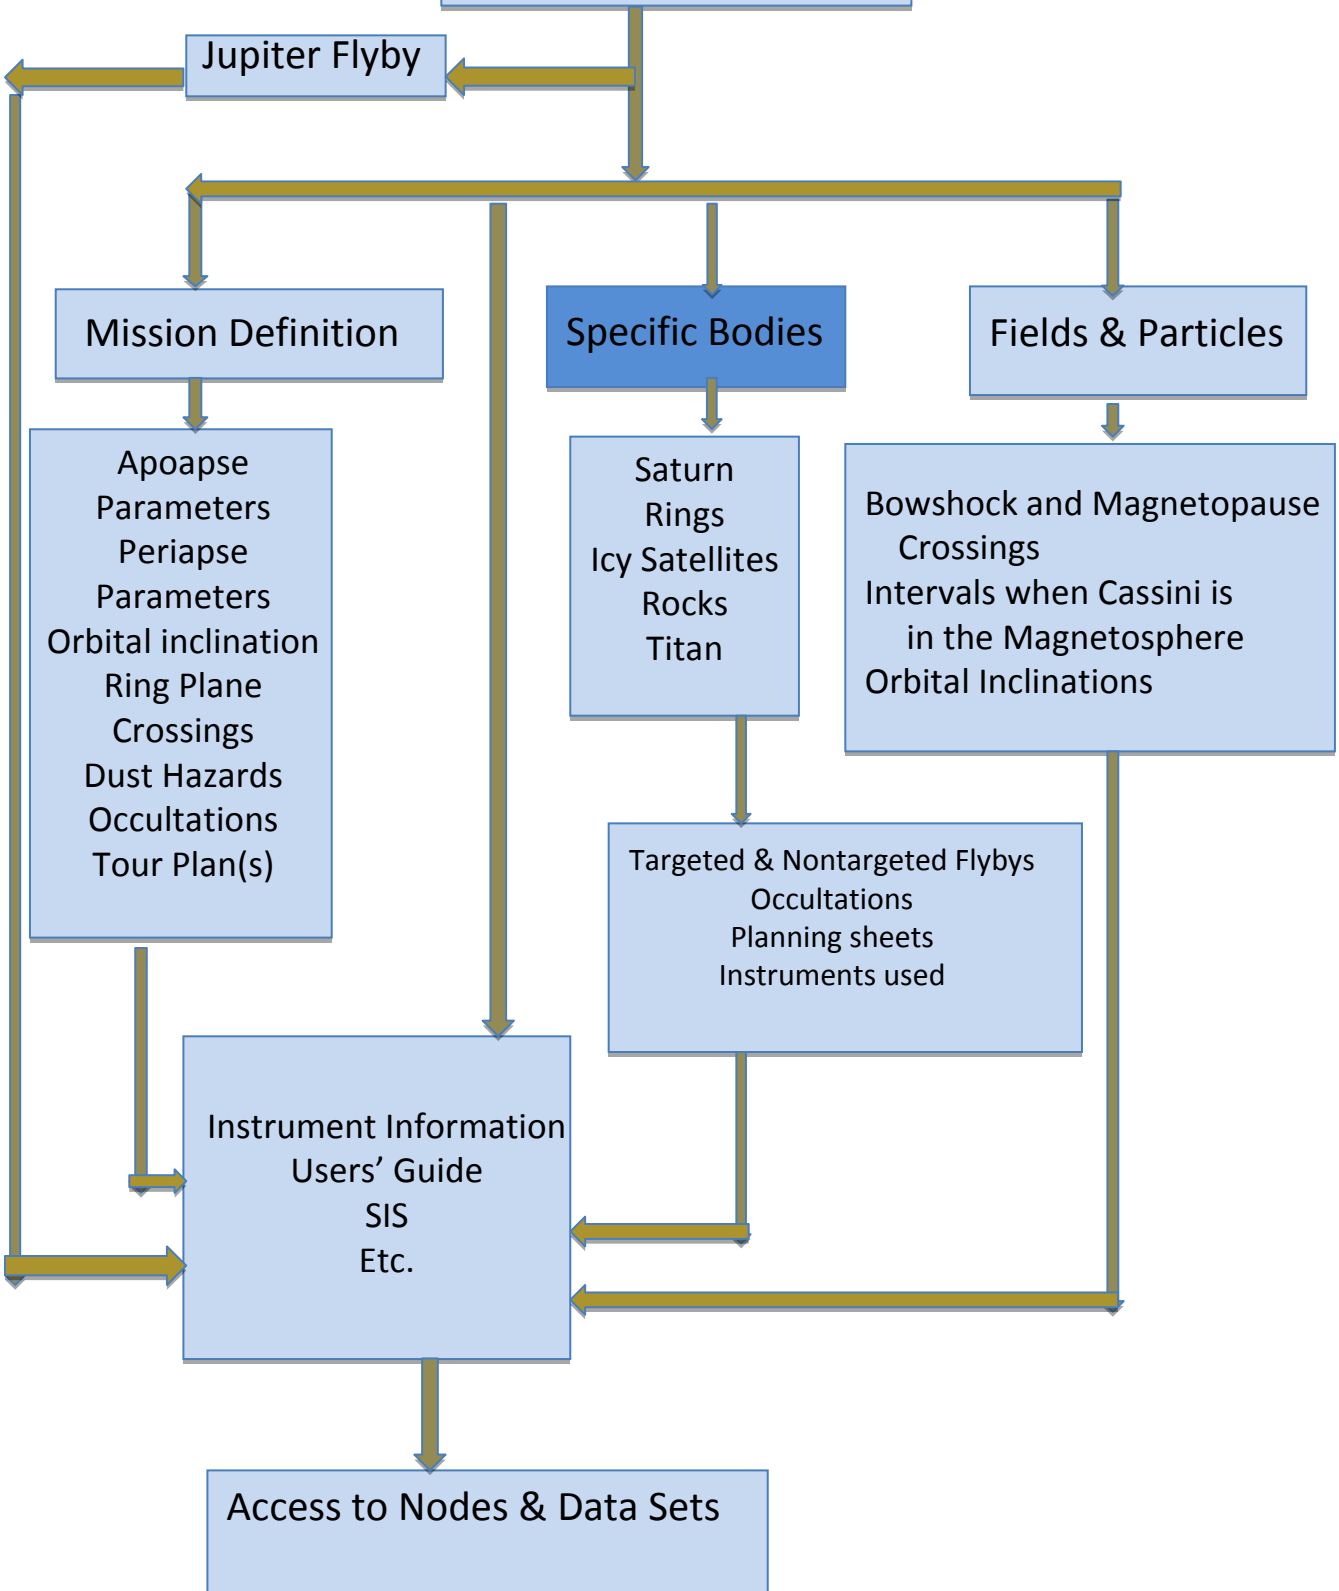 Jupiter Flyby
Mission Definition
Specific Bodies
Fields & Particles
Apoapse
Parameters
Periapse
Parameters
Orbital inclination
Ring Plane
Crossings
Dust Hazards
Occultations
Tour Plan(s)
Saturn
Rings
Icy Satellites
Rocks
Titan
Bowshock and Magnetopause
Crossings
Intervals when Cassini is
in the Magnetosphere
Orbital Inclinations
Targeted & Nontargeted Flybys
Occultations
Planning sheets
Instruments used
Instrument Information
Users’ Guide
SIS
Etc.
Access to Nodes & Data Sets